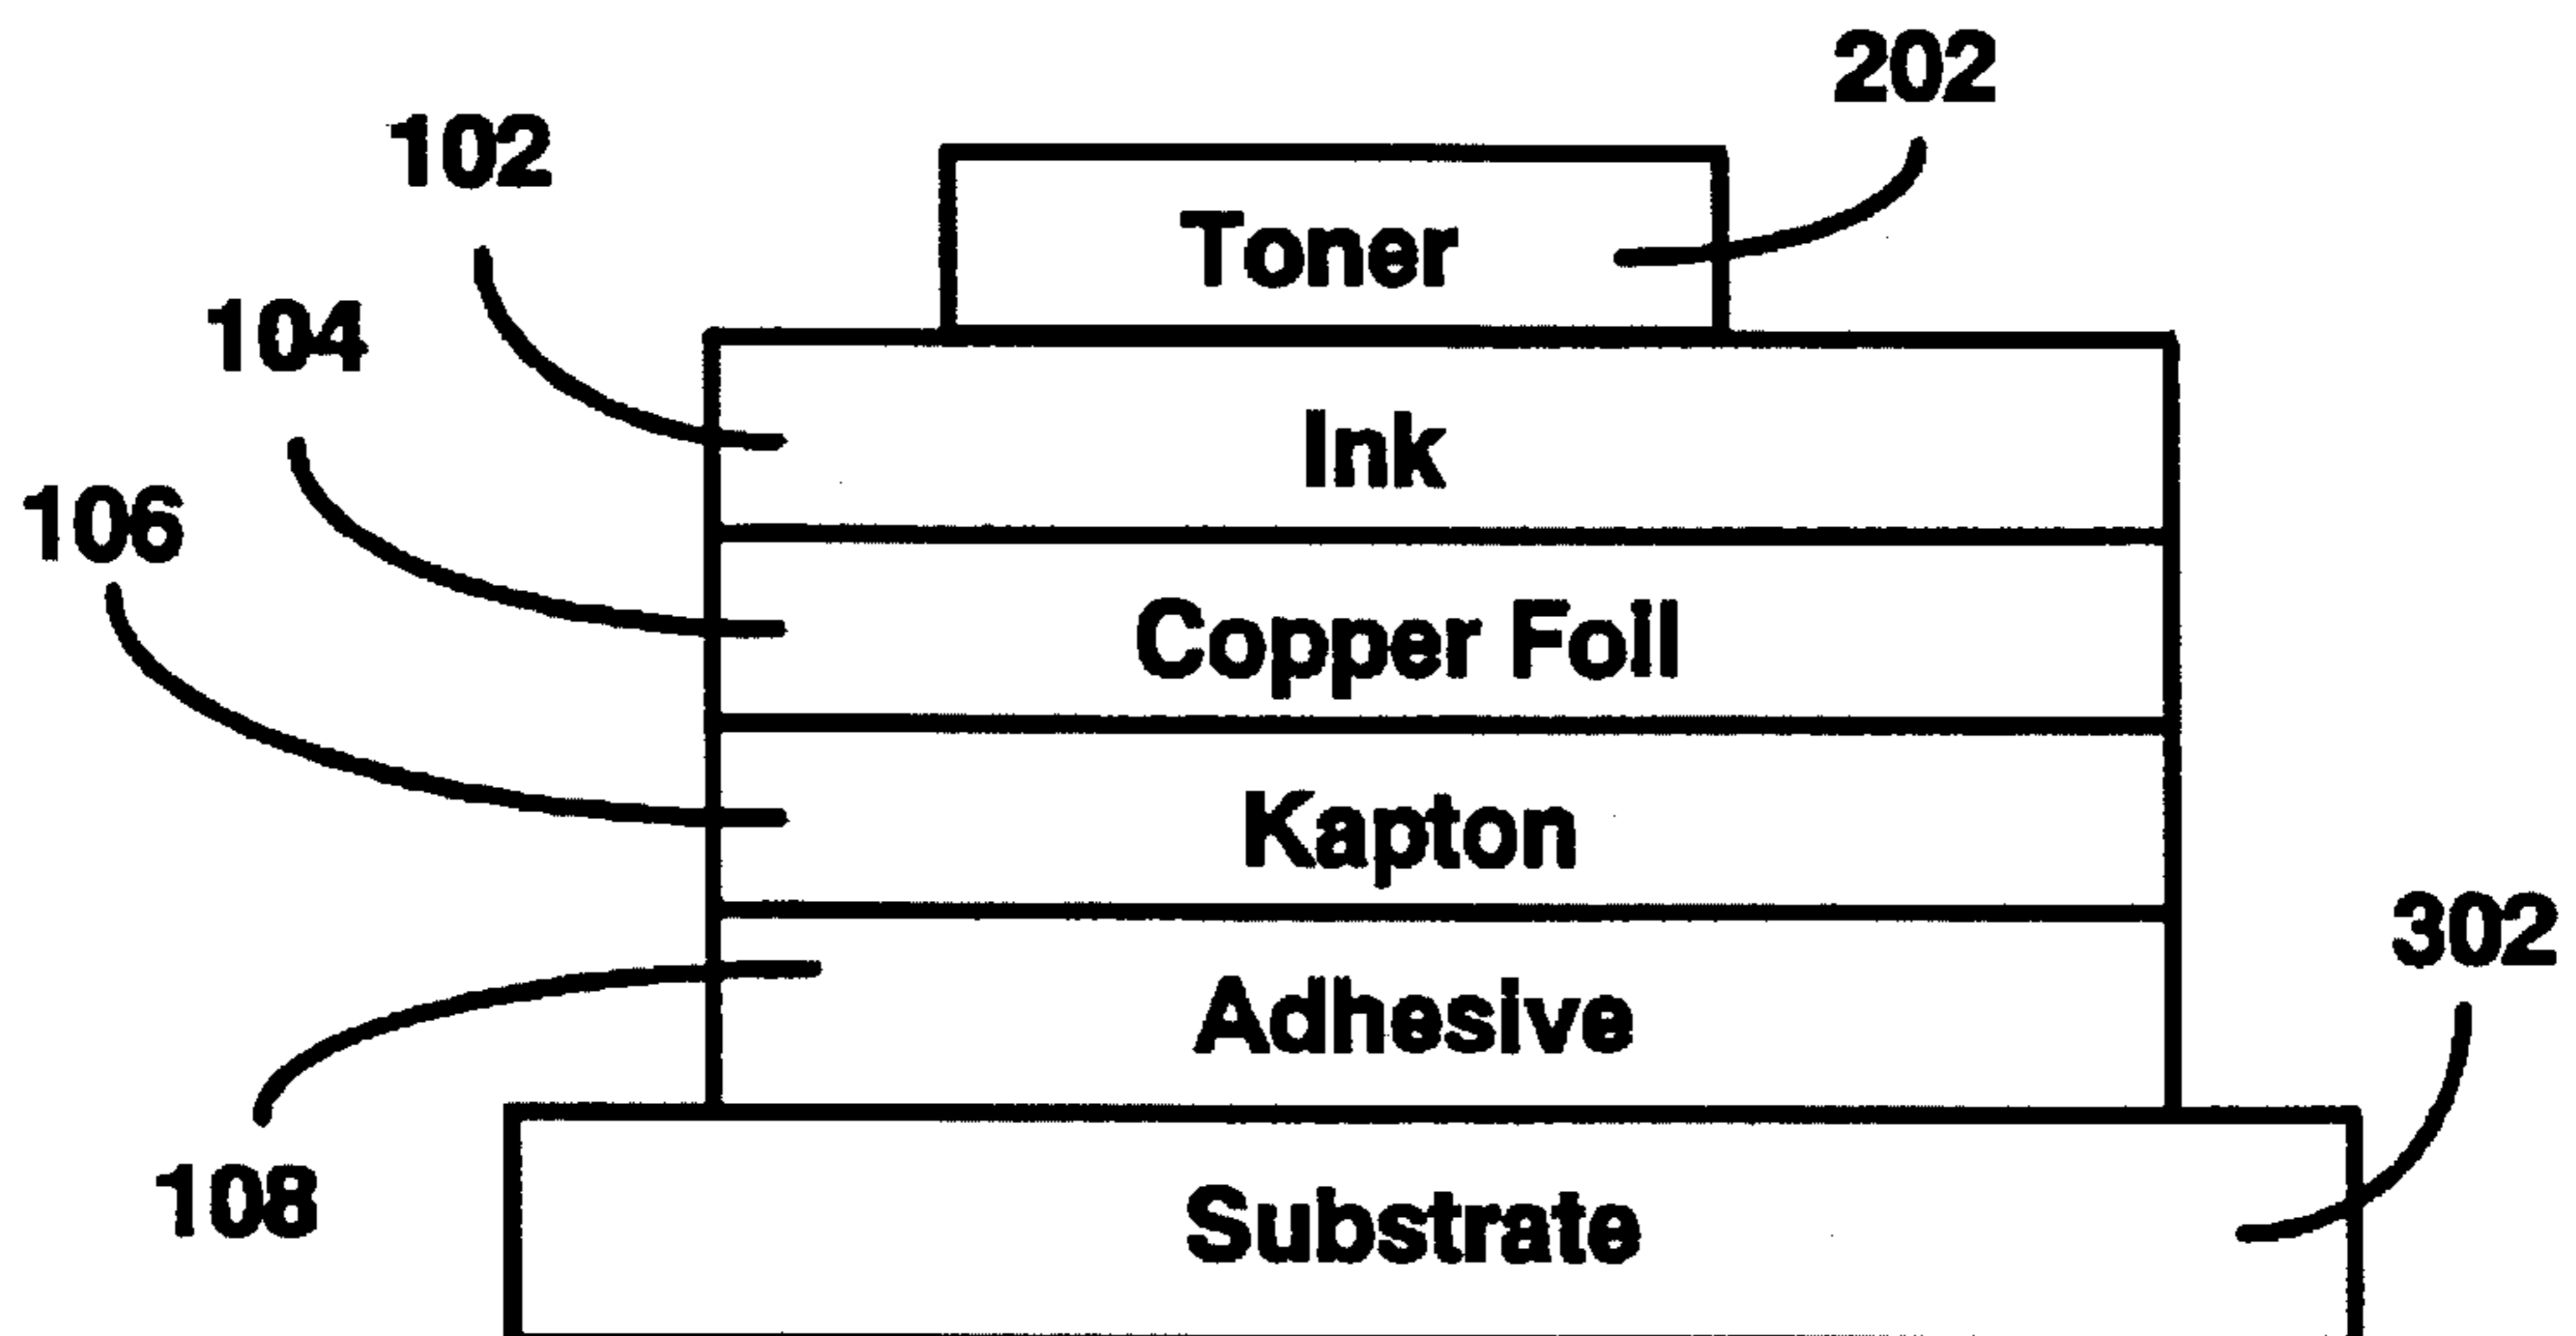 202
102
Toner
104
Ink
106
Copper Foil
Kapton
302
Adhesive
108
Substrate